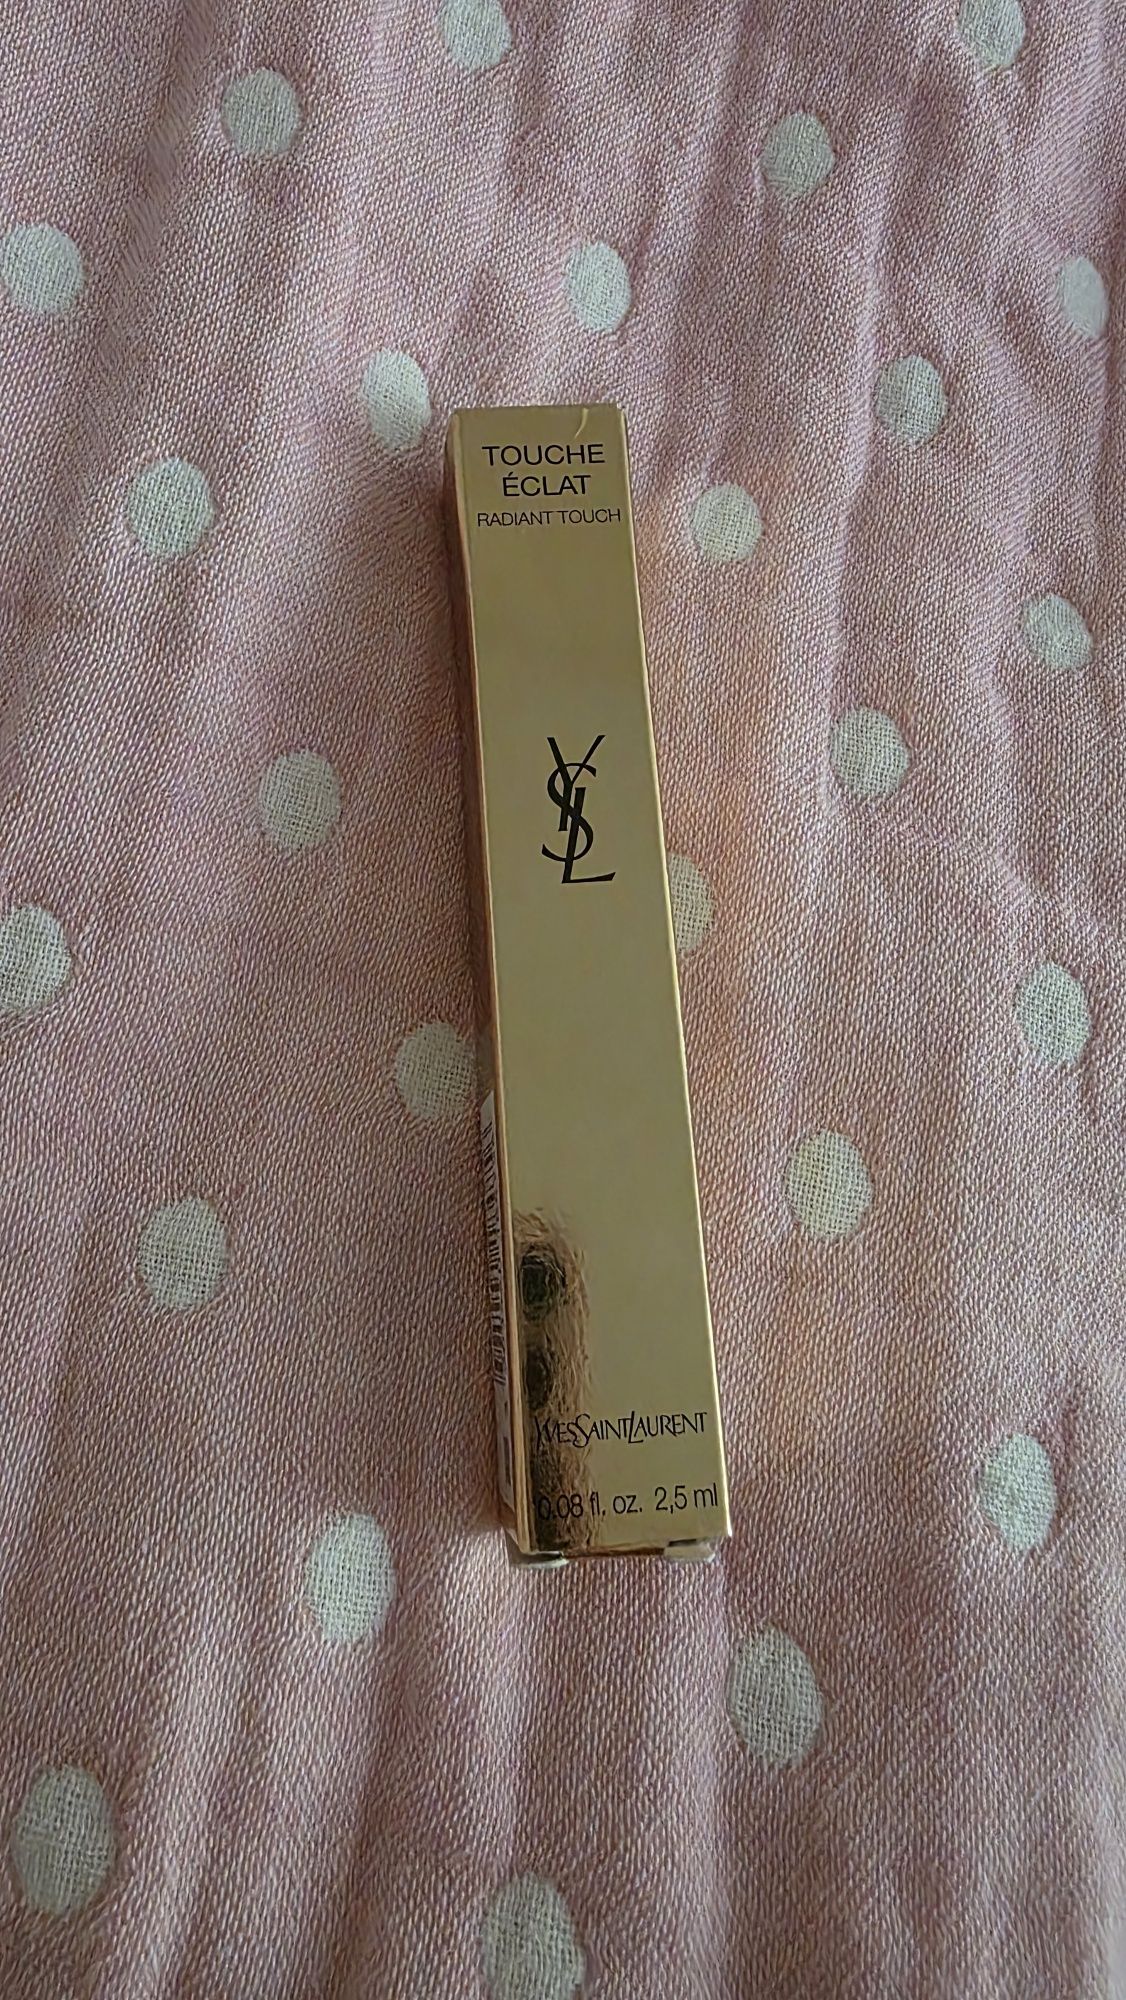 TOUCHE
ÉCLAT
RADIANT TOUCH
YSL
YVESSAINTLAURENT
0.08 fl. oz. 2,5 ml